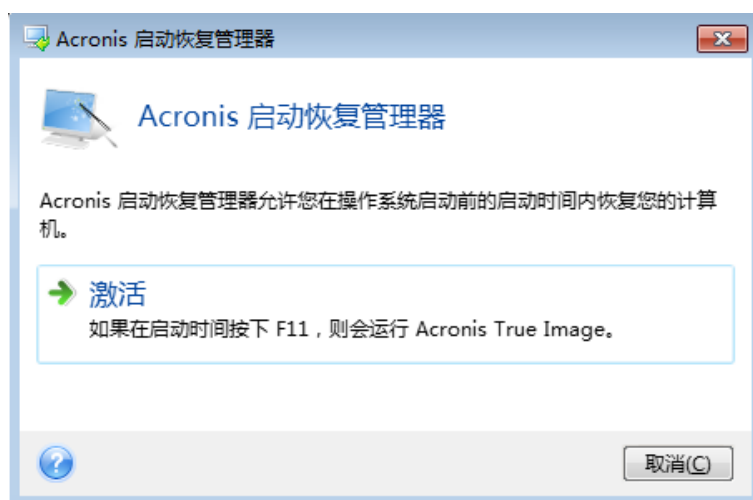 Acronis 启动恢复管理器
Acronis 启动恢复管理器
Acronis 启动恢复管理器允许您在操作系统启动前的启动时间内恢复您的计算
机。
激活
如果在启动时间按下 F11，则会运行 Acronis True Image。
?
取消(C)